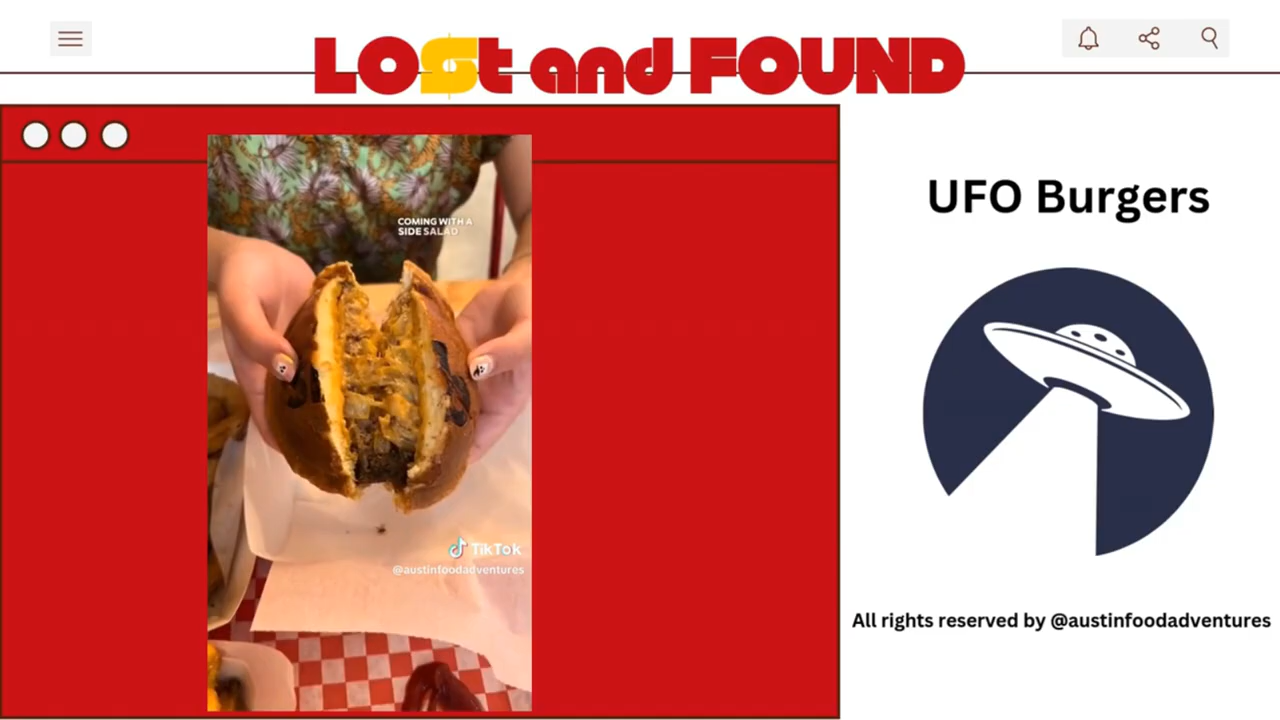 LOSt and FOUND
COMING WITH A
SIDE SALAD
TikTok
@austinfoodadventures
UFO Burgers
All rights reserved by @austinfoodadventures